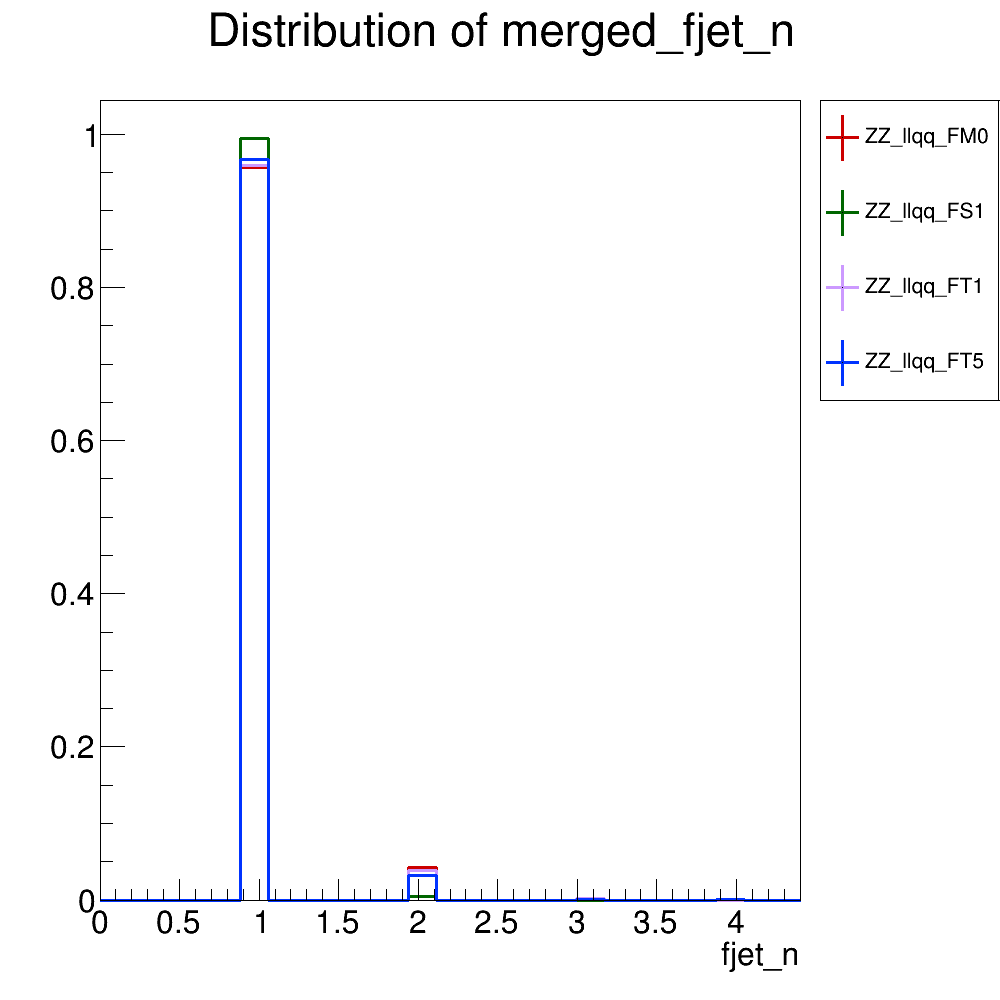 Distribution of merged_fjet_n
1
0.8
0.6
0.4
0.2
0
0 0.5 1 1.5 2 2.5 3 3.5 4
fjet_n
ZZ_llqq_FM0
ZZ_llqq_FS1
ZZ_llqq_FT1
ZZ_llqq_FT5